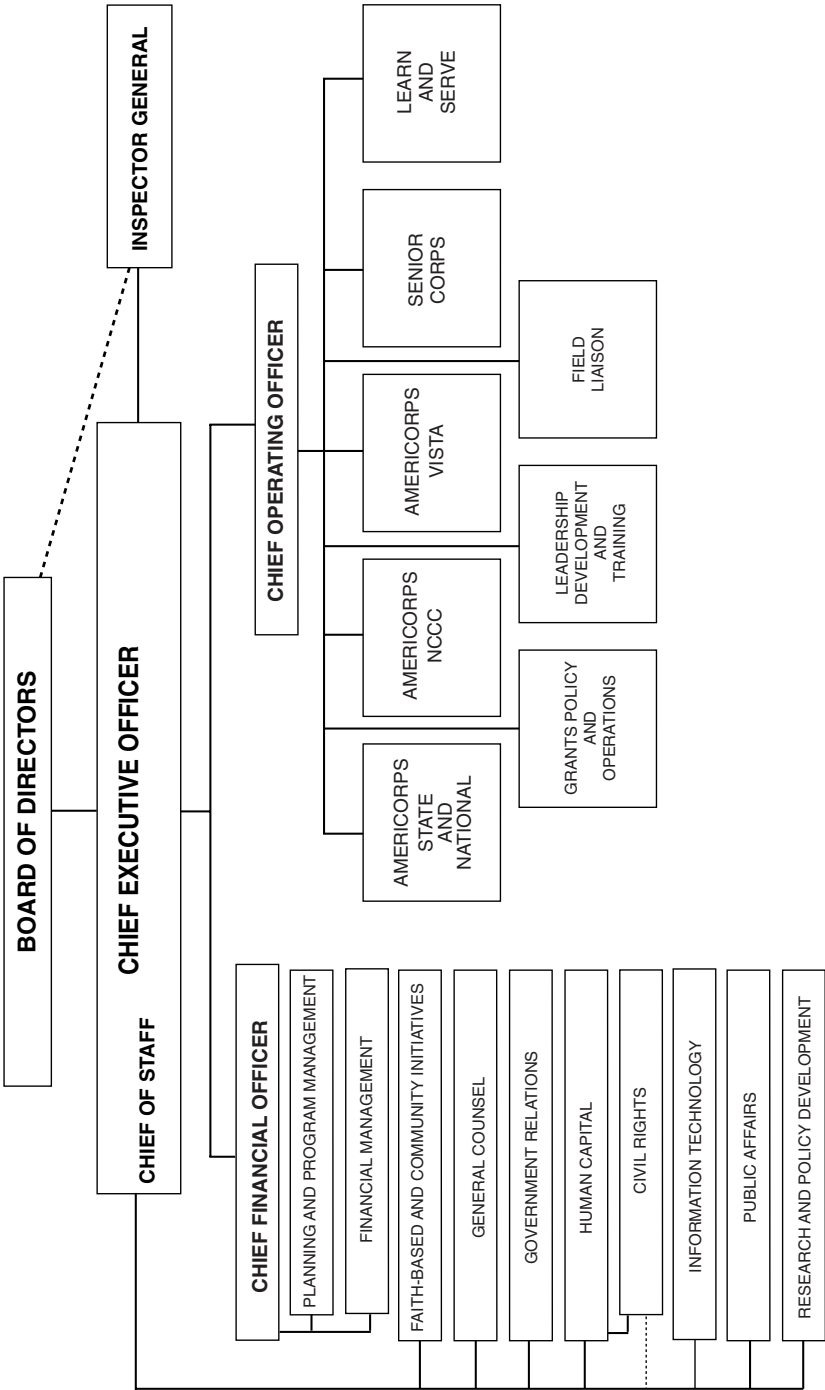 BOARD OF DIRECTORS
INSPECTOR GENERAL
CHIEF EXECUTIVE OFFICER
CHIEF OF STAFF
CHIEF FINANCIAL OFFICER
PLANNING AND PROGRAM MANAGEMENT
FINANCIAL MANAGEMENT
FAITH-BASED AND COMMUNITY INITIATIVES
GENERAL COUNSEL
GOVERNMENT RELATIONS
HUMAN CAPITAL
CIVIL RIGHTS
INFORMATION TECHNOLOGY
PUBLIC AFFAIRS
RESEARCH AND POLICY DEVELOPMENT
CHIEF OPERATING OFFICER
AMERICORPS
STATE
AND
NATIONAL
AMERICORPS
NCCC
AMERICORPS
VISTA
SENIOR
CORPS
LEARN
AND
SERVE
GRANTS POLICY
AND
OPERATIONS
LEADERSHIP
DEVELOPMENT
AND
TRAINING
FIELD
LIAISON